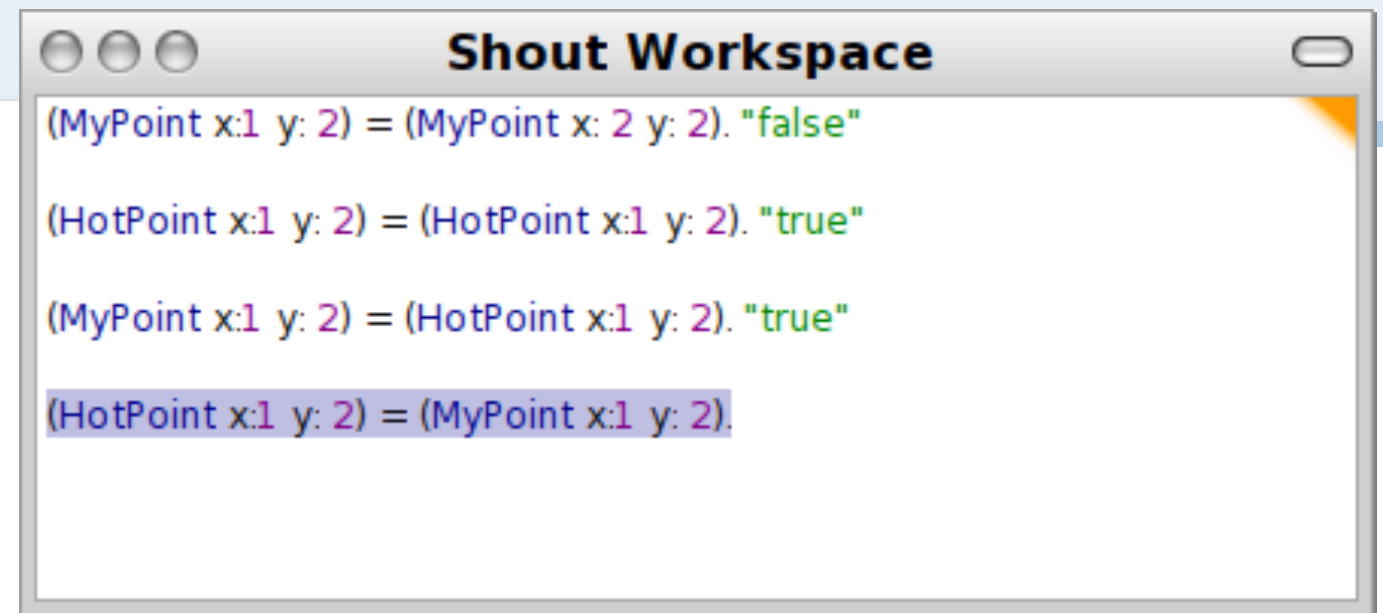 Shout Workspace
(MyPoint x:1 y: 2) = (MyPoint x: 2 y: 2). "false"
(HotPoint x:1 y: 2) = (HotPoint x:1 y: 2). "true"
(MyPoint x:1 y: 2) = (HotPoint x:1 y: 2). "true"
(HotPoint x:1 y: 2) = (MyPoint x:1 y: 2).